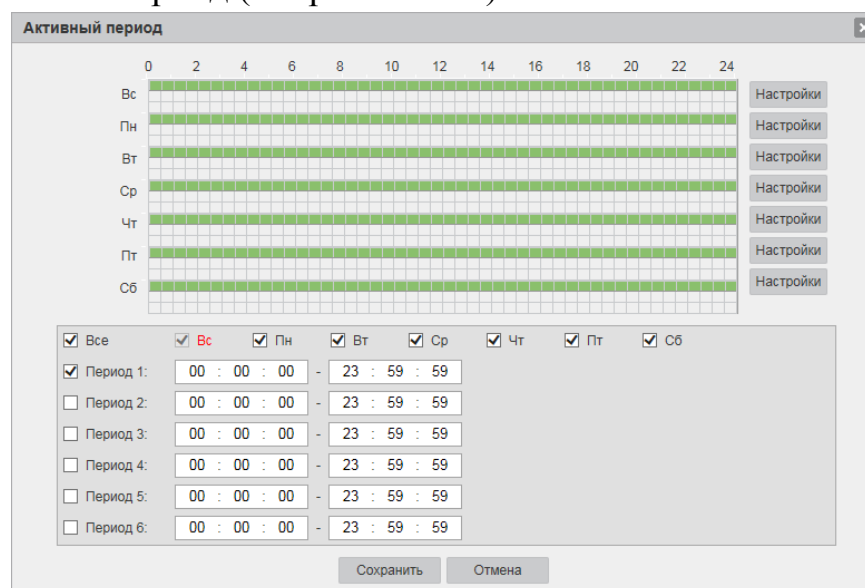 Активный период
0 2 4 6 8 10 12 14 16 18 20 22 24
Вс Настройки
Пн Настройки
Вт Настройки
Ср Настройки
Чт Настройки
Пт Настройки
Сб Настройки
Все Вс Пн Вт Ср Чт Пт Сб
Период 1: 00 : 00 : 00 - 23 : 59 : 59
Период 2: 00 : 00 : 00 - 23 : 59 : 59
Период 3: 00 : 00 : 00 - 23 : 59 : 59
Период 4: 00 : 00 : 00 - 23 : 59 : 59
Период 5: 00 : 00 : 00 - 23 : 59 : 59
Период 6: 00 : 00 : 00 - 23 : 59 : 59
Сохранить Отмена